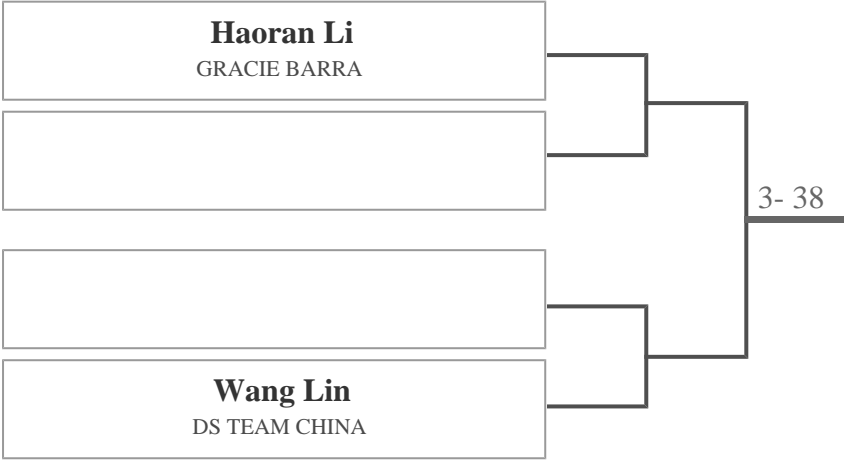 Haoran Li
GRACIE BARRA
3- 38
Wang Lin
DS TEAM CHINA